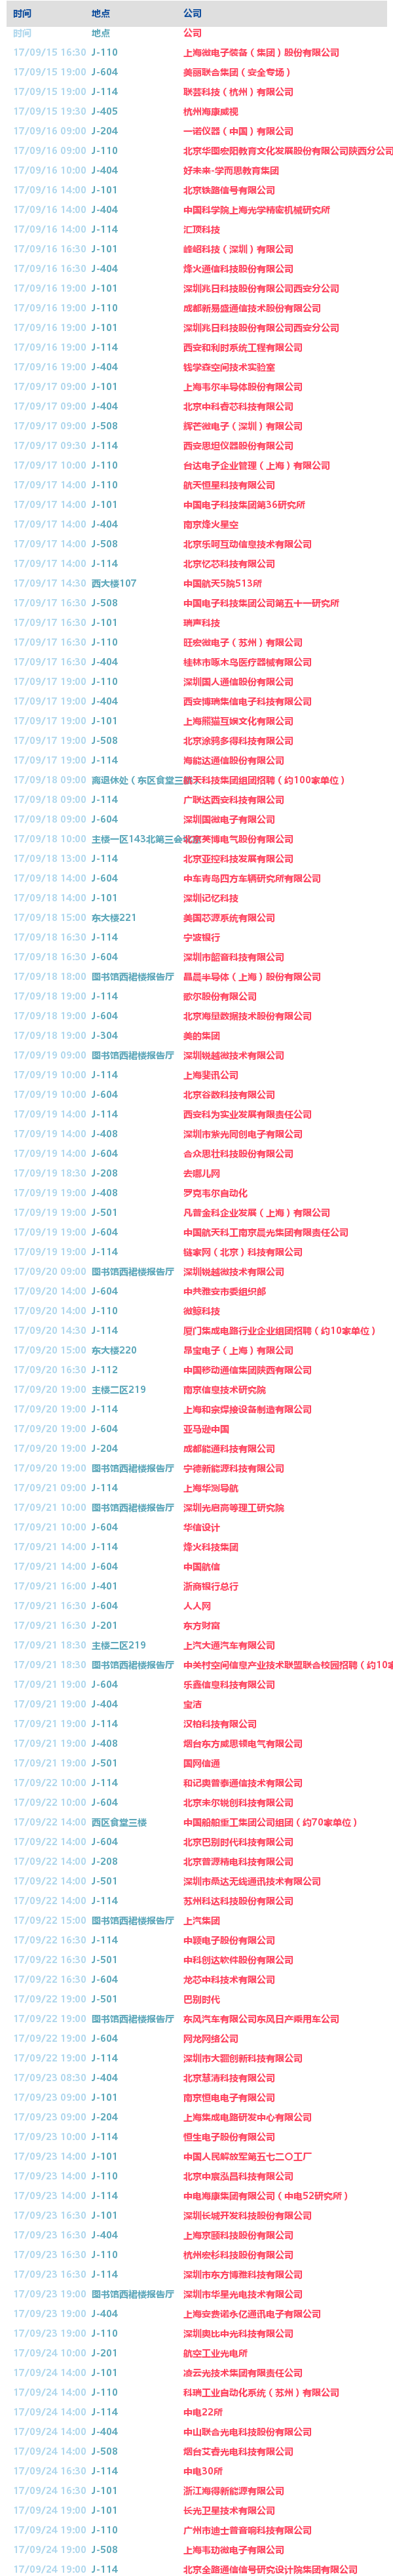 时间 地点 公司
时间 地点 公司
17/09/15 16:30 J-110 上海微电子装备（集团）股份有限公司
17/09/15 19:00 J-604 美丽联合集团（安全专场）
17/09/15 19:00 J-114 联芸科技（杭州）有限公司
17/09/15 19:30 J-405 杭州海康威视
17/09/16 09:00 J-204 一诺仪器（中国）有限公司
17/09/16 09:00 J-110 北京华图宏阳教育文化发展股份有限公司陕西分公司
17/09/16 10:00 J-404 好未来-学而思教育集团
17/09/16 14:00 J-101 北京铁路信号有限公司
17/09/16 14:00 J-404 中国科学院上海光学精密机械研究所
17/09/16 14:00 J-114 汇顶科技
17/09/16 16:30 J-101 峰岹科技（深圳）有限公司
17/09/16 16:30 J-404 烽火通信科技股份有限公司
17/09/16 19:00 J-101 深圳兆日科技股份有限公司西安分公司
17/09/16 19:00 J-110 成都新易盛通信技术股份有限公司
17/09/16 19:00 J-101 深圳兆日科技股份有限公司西安分公司
17/09/16 19:00 J-114 西安和利时系统工程有限公司
17/09/16 19:00 J-404 钱学森空间技术实验室
17/09/17 09:00 J-101 上海韦尔半导体股份有限公司
17/09/17 09:00 J-404 北京中科睿芯科技有限公司
17/09/17 09:00 J-508 辉芒微电子（深圳）有限公司
17/09/17 09:30 J-114 西安思坦仪器股份有限公司
17/09/17 10:00 J-110 台达电子企业管理（上海）有限公司
17/09/17 14:00 J-110 航天恒星科技有限公司
17/09/17 14:00 J-101 中国电子科技集团第36研究所
17/09/17 14:00 J-404 南京烽火星空
17/09/17 14:00 J-508 北京乐呵互动信息技术有限公司
17/09/17 14:00 J-114 北京忆芯科技有限公司
17/09/17 14:30 西大楼107 中国航天5院513所
17/09/17 16:30 J-508 中国电子科技集团公司第五十一研究所
17/09/17 16:30 J-101 瑞声科技
17/09/17 16:30 J-110 旺宏微电子（苏州）有限公司
17/09/17 16:30 J-404 桂林市啄木鸟医疗器械有限公司
17/09/17 19:00 J-110 深圳国人通信股份有限公司
17/09/17 19:00 J-404 西安博瑞集信电子科技有限公司
17/09/17 19:00 J-101 上海熊猫互娱文化有限公司
17/09/17 19:00 J-508 北京涂鸦多得科技有限公司
17/09/17 19:00 J-114 海能达通信股份有限公司
17/09/18 09:00 离退休处（东区食堂三楼 航天科技集团组团招聘（约100家单位）
17/09/18 09:00 J-114 广联达西安科技有限公司
17/09/18 09:00 J-604 深圳国微电子有限公司
17/09/18 10:00 主楼一区143北第三会 北京英博电气股份有限公司
17/09/18 13:00 J-114 北京亚控科技发展有限公司
17/09/18 14:00 J-604 中车青岛四方车辆研究所有限公司
17/09/18 14:00 J-101 深圳记忆科技
17/09/18 15:00 东大楼221 美国芯源系统有限公司
17/09/18 16:30 J-114 宁波银行
17/09/18 16:30 J-604 深圳市韶音科技有限公司
17/09/18 18:00 图书馆西裙楼报告厅 晶晨半导体（上海）股份有限公司
17/09/18 19:00 J-114 歌尔股份有限公司
17/09/18 19:00 J-604 北京海量数据技术股份有限公司
17/09/18 19:00 J-304 美的集团
17/09/19 09:00 图书馆西裙楼报告厅 深圳锐越微技术有限公司
17/09/19 10:00 J-114 上海斐讯公司
17/09/19 10:00 J-604 北京谷数科技有限公司
17/09/19 14:00 J-114 西安科为实业发展有限责任公司
17/09/19 14:00 J-408 深圳市紫光同创电子有限公司
17/09/19 14:00 J-604 合众思壮科技股份有限公司
17/09/19 18:30 J-208 去哪儿网
17/09/19 19:00 J-408 罗克韦尔自动化
17/09/19 19:00 J-501 凡普金科企业发展（上海）有限公司
17/09/19 19:00 J-604 中国航天科工南京晨光集团有限责任公司
17/09/19 19:00 J-114 链家网（北京）科技有限公司
17/09/20 09:00 图书馆西裙楼报告厅 深圳锐越微技术有限公司
17/09/20 14:00 J-604 中共雅安市委组织部
17/09/20 14:00 J-110 微鲸科技
17/09/20 14:30 J-114 厦门集成电路行业企业组团招聘（约10家单位）
17/09/20 15:00 东大楼220 昂宝电子（上海）有限公司
17/09/20 16:30 J-112 中国移动通信集团陕西有限公司
17/09/20 19:00 主楼二区219 南京信息技术研究院
17/09/20 19:00 J-114 上海和宗焊接设备制造有限公司
17/09/20 19:00 J-604 亚马逊中国
17/09/20 19:00 J-204 成都能通科技有限公司
17/09/20 19:00 图书馆西裙楼报告厅 宁德新能源科技有限公司
17/09/21 09:00 J-114 上海华测导航
17/09/21 10:00 图书馆西裙楼报告厅 深圳光启高等理工研究院
17/09/21 10:00 J-604 华信设计
17/09/21 14:00 J-114 烽火科技集团
17/09/21 14:00 J-604 中国航信
17/09/21 16:00 J-401 浙商银行总行
17/09/21 16:30 J-604 人人网
17/09/21 16:30 J-201 东方财富
17/09/21 18:30 主楼二区219 上汽大通汽车有限公司
17/09/21 18:30 图书馆西裙楼报告厅 中关村空间信息产业技术联盟联合校园招聘（约10家
17/09/21 19:00 J-604 乐鑫信息科技有限公司
17/09/21 19:00 J-404 宝洁
17/09/21 19:00 J-114 汉柏科技有限公司
17/09/21 19:00 J-408 烟台东方威思顿电气有限公司
17/09/21 19:00 J-501 国网信通
17/09/22 10:00 J-114 和记奥普泰通信技术有限公司
17/09/22 10:00 J-604 北京未尔锐创科技有限公司
17/09/22 14:00 西区食堂三楼 中国船舶重工集团公司组团（约70家单位）
17/09/22 14:00 J-604 北京巴别时代科技有限公司
17/09/22 14:00 J-208 北京普源精电科技有限公司
17/09/22 14:00 J-501 深圳市鼎达无线通讯技术有限公司
17/09/22 14:00 J-114 苏州科达科技股份有限公司
17/09/22 15:00 图书馆西裙楼报告厅 上汽集团
17/09/22 16:30 J-114 中颖电子股份有限公司
17/09/22 16:30 J-501 中科创达软件股份有限公司
17/09/22 16:30 J-604 龙芯中科技术有限公司
17/09/22 19:00 J-501 巴别时代
17/09/22 19:00 图书馆西裙楼报告厅 东风汽车有限公司东风日产乘用车公司
17/09/22 19:00 J-604 网龙网络公司
17/09/22 19:00 J-114 深圳市大疆创新科技有限公司
17/09/23 08:30 J-404 北京慧清科技有限公司
17/09/23 09:00 J-101 南京恒电电子有限公司
17/09/23 09:00 J-204 上海集成电路研发中心有限公司
17/09/23 10:00 J-114 恒生电子股份有限公司
17/09/23 14:00 J-101 中国人民解放军第五七二〇工厂
17/09/23 14:00 J-110 北京中宸泓昌科技有限公司
17/09/23 14:00 J-114 中电海康集团有限公司（中电52研究所）
17/09/23 16:30 J-101 深圳长城开发科技股份有限公司
17/09/23 16:30 J-404 上海京颐科技股份有限公司
17/09/23 16:30 J-110 杭州宏杉科技股份有限公司
17/09/23 16:30 J-114 深圳市东方博雅科技有限公司
17/09/23 19:00 图书馆西裙楼报告厅 深圳市华星光电技术有限公司
17/09/23 19:00 J-404 上海安费诺永亿通讯电子有限公司
17/09/23 19:00 J-110 深圳奥比中光科技有限公司
17/09/24 10:00 J-201 航空工业光电所
17/09/24 14:00 J-101 凌云光技术集团有限责任公司
17/09/24 14:00 J-110 科瑞工业自动化系统（苏州）有限公司
17/09/24 14:00 J-114 中电22所
17/09/24 14:00 J-404 中山联合光电科技股份有限公司
17/09/24 14:00 J-508 烟台艾睿光电科技有限公司
17/09/24 16:30 J-114 中电30所
17/09/24 16:30 J-101 浙江海得新能源有限公司
17/09/24 19:00 J-101 长光卫星技术有限公司
17/09/24 19:00 J-110 广州市迪士普音响科技有限公司
17/09/24 19:00 J-508 上海韦玏微电子有限公司
17/09/24 19:00 J-114 北京全路通信信号研究设计院集团有限公司